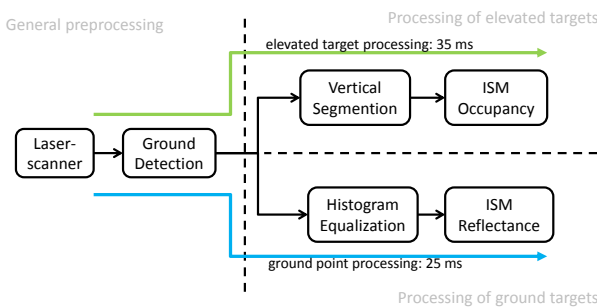 General preprocessing
Processing of elevated targets
elevated target processing: 35 ms
Vertical
Segmention
ISM
Occupancy
Laser-
scanner
Ground
Detection
Histogram
Equalization
ISM
Reflectance
ground point processing: 25 ms
Processing of ground targets